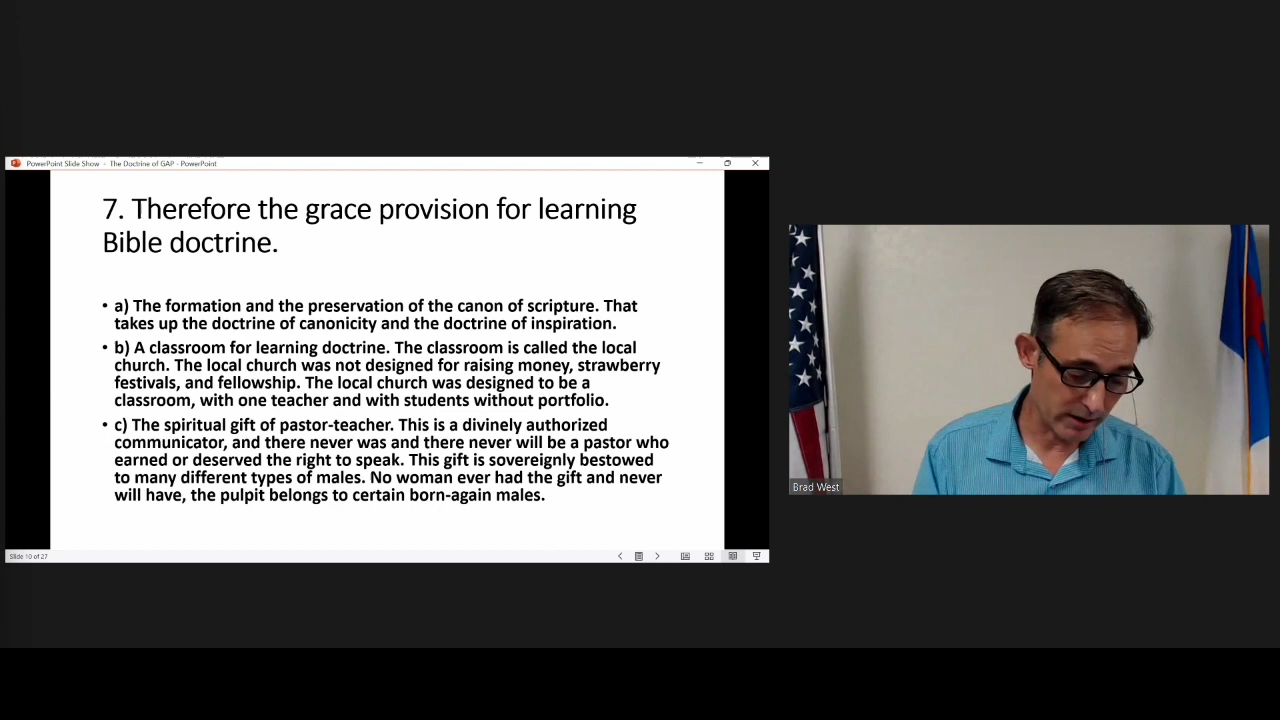 PowerPoint Slide Show - The Doctrine of GAP - PowerPoint
7. Therefore the grace provision for learning
Bible doctrine.
• a) The formation and the preservation of the canon of scripture. That
takes up the doctrine of canonicity and the doctrine of inspiration.
• b) A classroom for learning doctrine. The classroom is called the local
church. The local church was not designed for raising money, strawberry
festivals, and fellowship. The local church was designed to be a
classroom, with one teacher and with students without portfolio.
• c) The spiritual gift of pastor-teacher. This is a divinely authorized
communicator, and there never was and there never will be a pastor who
earned or deserved the right to speak. This gift is sovereignly bestowed
to many different types of males. No woman ever had the gift and never
will have, the pulpit belongs to certain born-again males.
Slide 10 of 27
Brad West